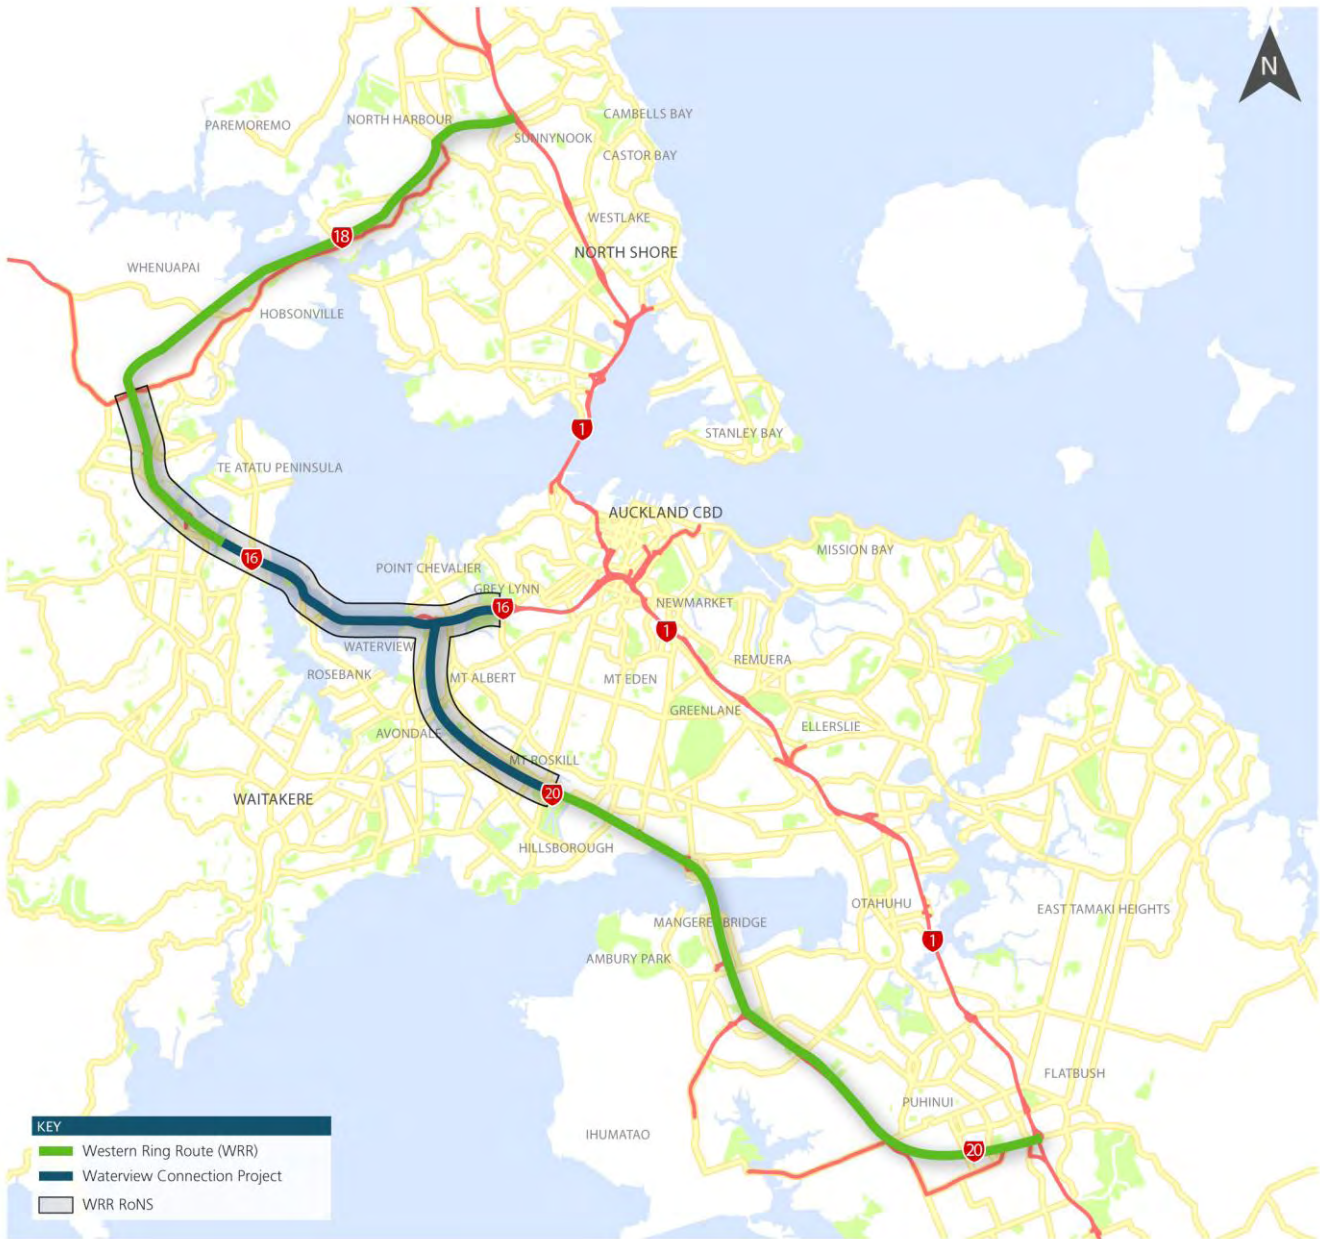 N
CAMBELLS BAY
NORTH HARBOUR
PAREMOREMO
SUNNYNOOK
CASTOR BAY
WESTLAKE
18
NORTH SHORE
WHENUAPAI
HOBSONVILLE
1
STANLEY BAY
TE ATATU PENINSULA
AUCKLAND CBD
MISSION BAY
16
POINT CHEVALIER
GREY LYNN
16
NEWMARKET
1
WATERVIEW
REMUERA
ROSEBANK
MT ALBERT
MT EDEN
GREENLANE
ELLERSLIE
AVONDALE
MT ROSKILL
20
WAITAKERE
HILLSBOROUGH
OTAHUHU
EAST TAMAKI HEIGHTS
MANGERE BRIDGE
1
AMBURY PARK
FLATBUSH
PUHINUI
IHUMATAO
20
KEY
Western Ring Route (WRR)
Waterview Connection Project
WRR RoNS